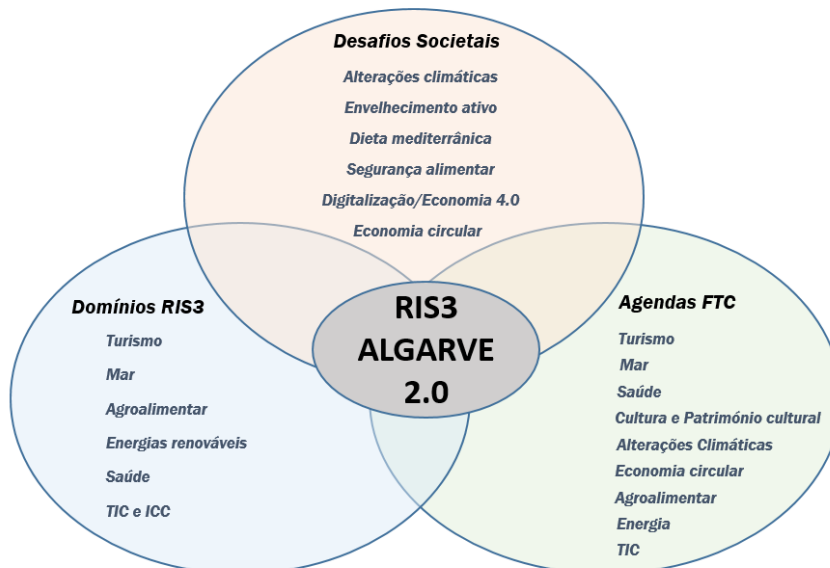 Desafios Societais
Alterações climáticas
Envelhecimento ativo
Dieta mediterrânica
Segurança alimentar
Digitalização/Economia 4.0
Economia circular
Domínios RIS3
Turismo
Mar
Agroalimentar
Energias renováveis
Saúde
TIC e ICC
RIS3
ALGARVE
2.0
Agendas FTC
Turismo
Mar
Saúde
Cultura e Património cultural
Alterações Climáticas
Economia circular
Agroalimentar
Energia
TIC